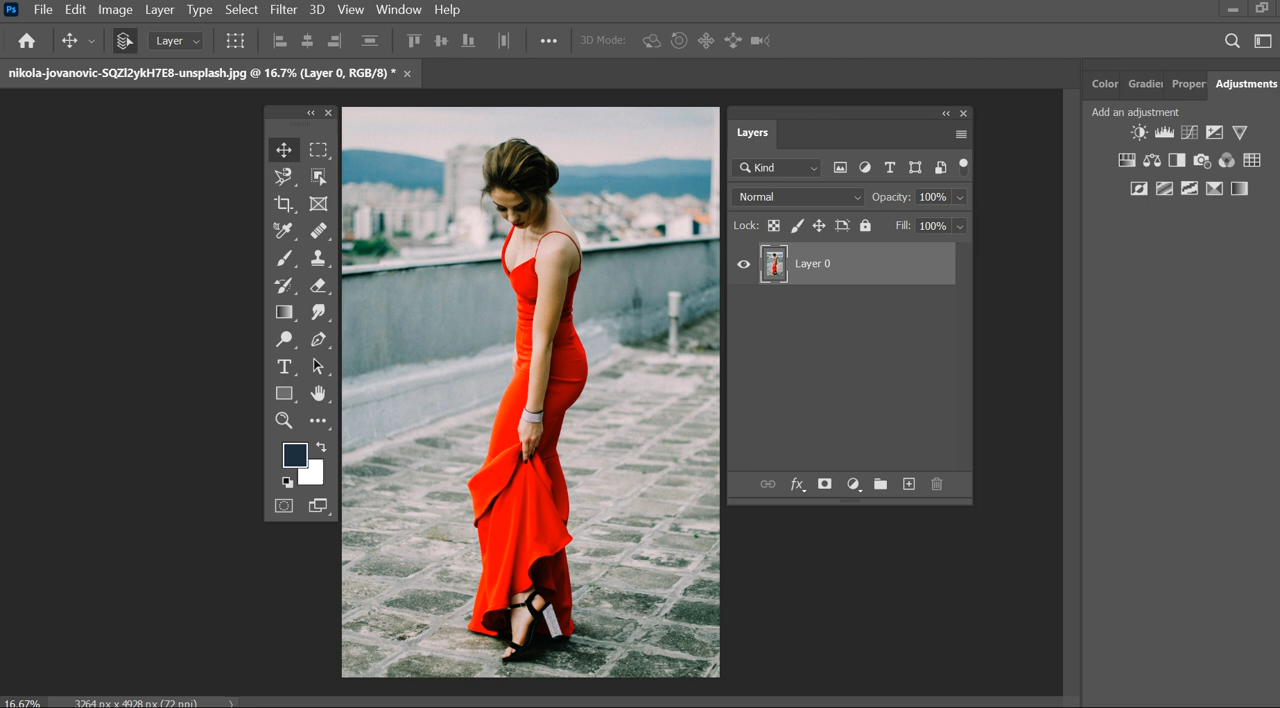 Ps File Edit Image Layer Type Select Filter 3D View Window Help
Layer 3D Mode:
nikola-jovanovic-SQZl2ykH7E8-unsplash.jpg @ 16.7% (Layer 0, RGB/8) * ×
Color Gradie Proper Adjustments
Add an adjustment
Layers
Kind
Normal Opacity: 100%
Lock: Fill: 100%
Layer 0
fx
16.67% 3264 px x 4928 px (72 ppi)